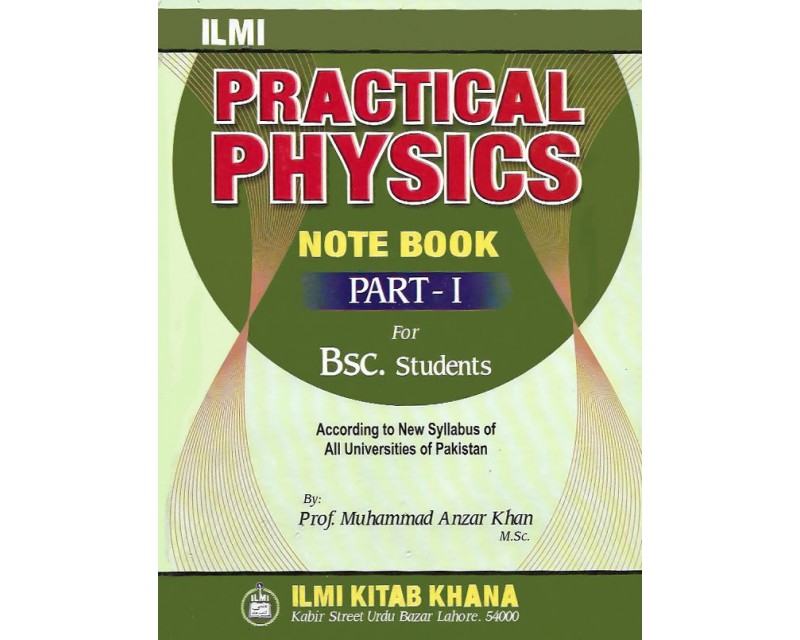 ILMI
PRACTICAL
PHYSICS
NOTE BOOK
PART - I
For
Bsc. Students
According to New Syllabus of
All Universities of Pakistan
By:
Prof. Muhammad Anzar Khan
M.Sc.
ILMI
ILMI KITAB KHANA
Kabir Street Urdu Bazar Lahore. 54000